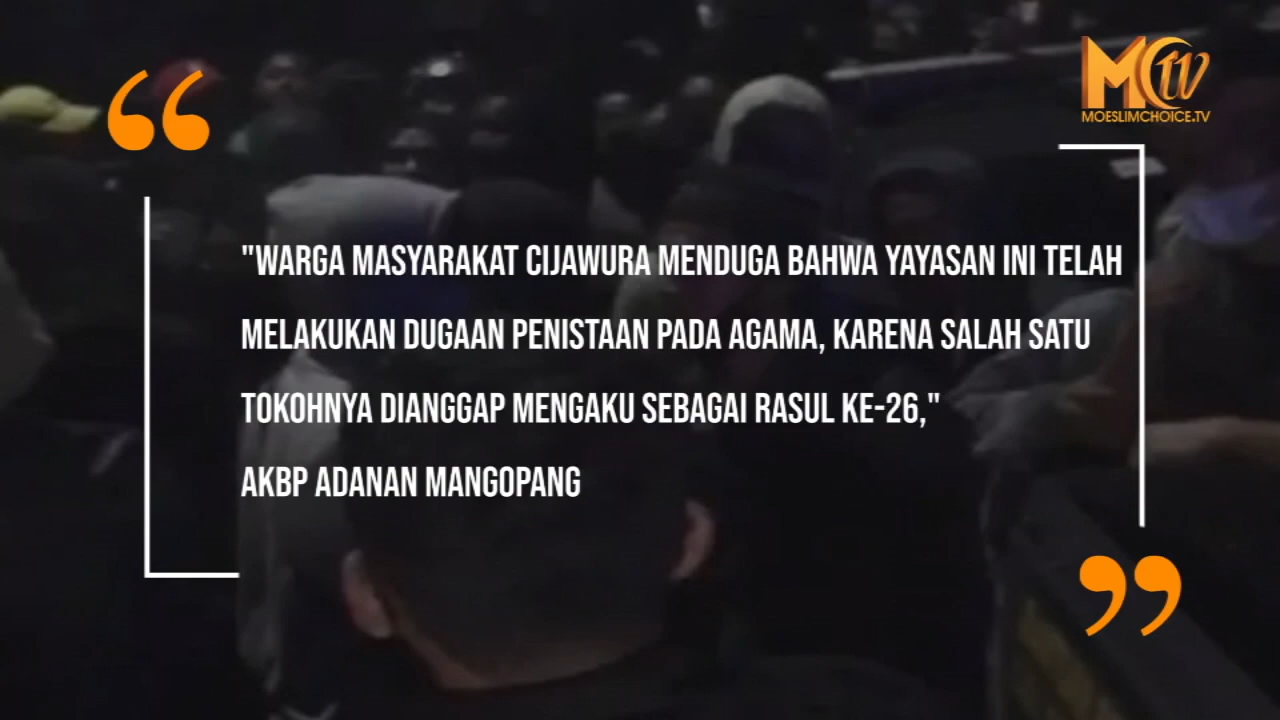 MCtv
MOESLIMCHOICE.TV
"WARGA MASYARAKAT CIJAWURA MENDUGA BAHWA YAYASAN INI TELAH
MELAKUKAN DUGAAN PENISTAAN PADA AGAMA, KARENA SALAH SATU
TOKOHNYA DIANGGAP MENGAKU SEBAGAI RASUL KE-26,"
AKBP ADANAN MANGOPANG